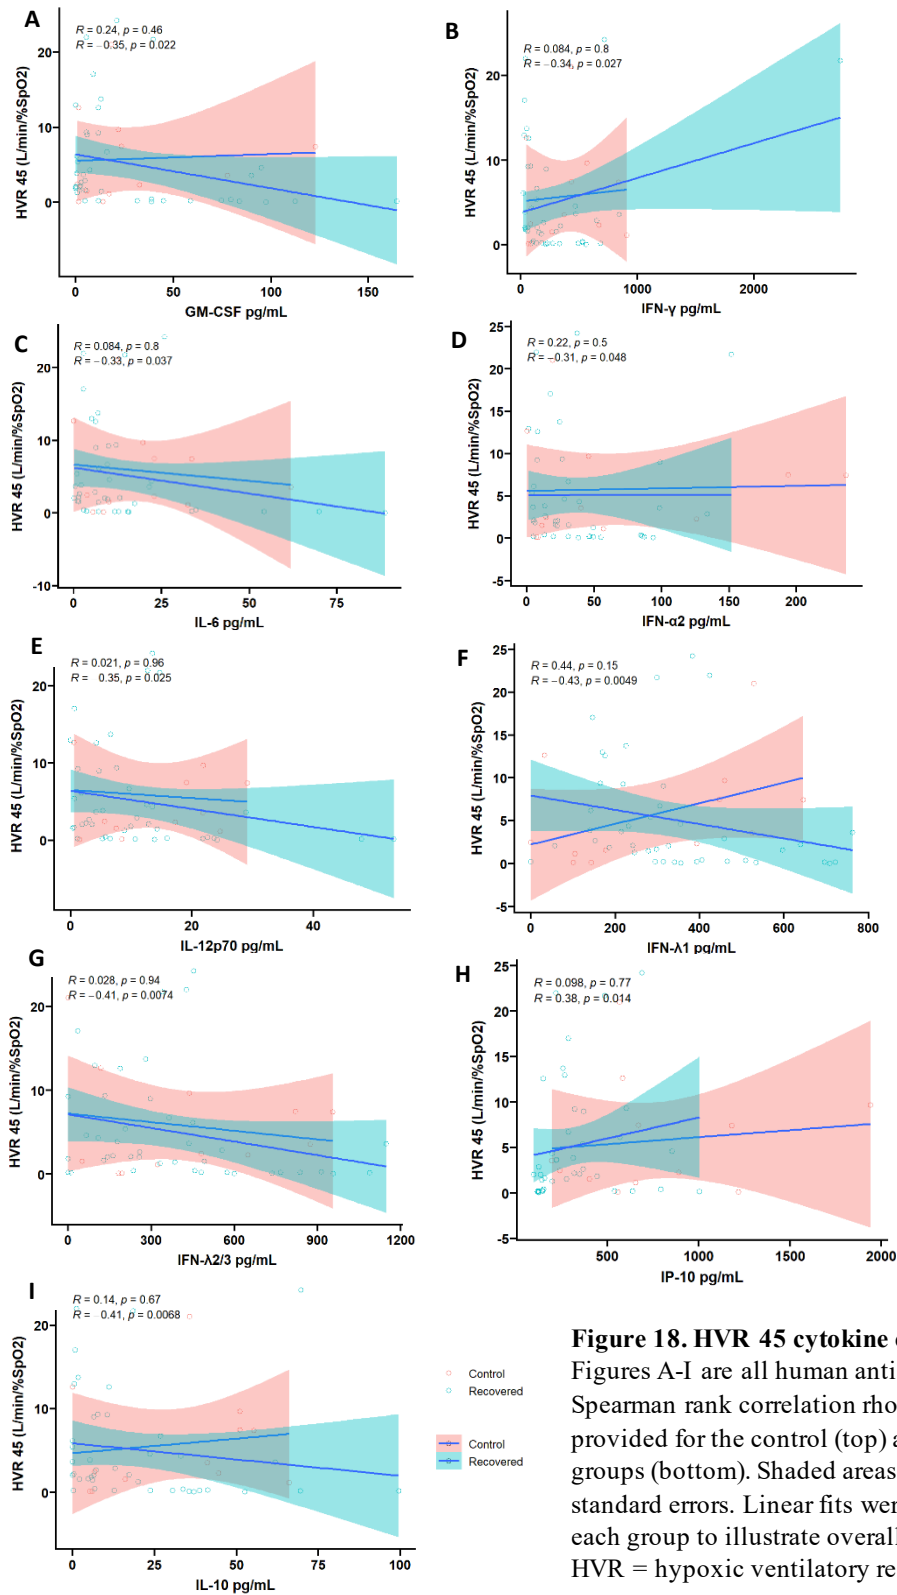 A
R = 0.24, p = 0.46
R = −0.35, p = 0.022
HVR 45 (L/min/%SpO2)
20
10
0
0 50 100 150
GM-CSF pg/mL
B
R = 0.084, p = 0.8
R = −0.34, p = 0.027
HVR 45 (L/min/%SpO2)
20
10
0
0 1000 2000
IFN-γ pg/mL
C
R = 0.084, p = 0.8
R = −0.33, p = 0.037
HVR 45 (L/min/%SpO2)
20
10
0
-10
0 25 50 75
IL-6 pg/mL
D
R = 0.22, p = 0.5
R = −0.31, p = 0.048
HVR 45 (L/min/%SpO2)
25
20
15
10
5
0
-5
0 50 100 150 200
IFN-α2 pg/mL
E
R = 0.021, p = 0.96
R = 0.35, p = 0.025
HVR 45 (L/min/%SpO2)
20
10
0
0 20 40
IL-12p70 pg/mL
F
R = 0.44, p = 0.15
R = −0.43, p = 0.0049
HVR 45 (L/min/%SpO2)
25
20
15
10
5
0
-5
0 200 400 600 800
IFN-λ1 pg/mL
G
R = 0.028, p = 0.94
R = −0.41, p = 0.0074
HVR 45 (L/min/%SpO2)
20
10
0
0 300 600 900 1200
IFN-λ2/3 pg/mL
H
R = 0.098, p = 0.77
R = 0.38, p = 0.014
HVR 45 (L/min/%SpO2)
25
20
15
10
5
0
-5
500 1000 1500 2000
IP-10 pg/mL
I
R = 0.14, p = 0.67
R = −0.41, p = 0.0068
HVR 45 (L/min/%SpO2)
20
10
0
0 25 50 75 100
IL-10 pg/mL
Control
Recovered
Control
Recovered
Figure 18. HVR 45 cytokine
Figures A-I are all human anti
Spearman rank correlation rho
provided for the control (top) a
groups (bottom). Shaded areas
standard errors. Linear fits wer
each group to illustrate overall
HVR = hypoxic ventilatory re